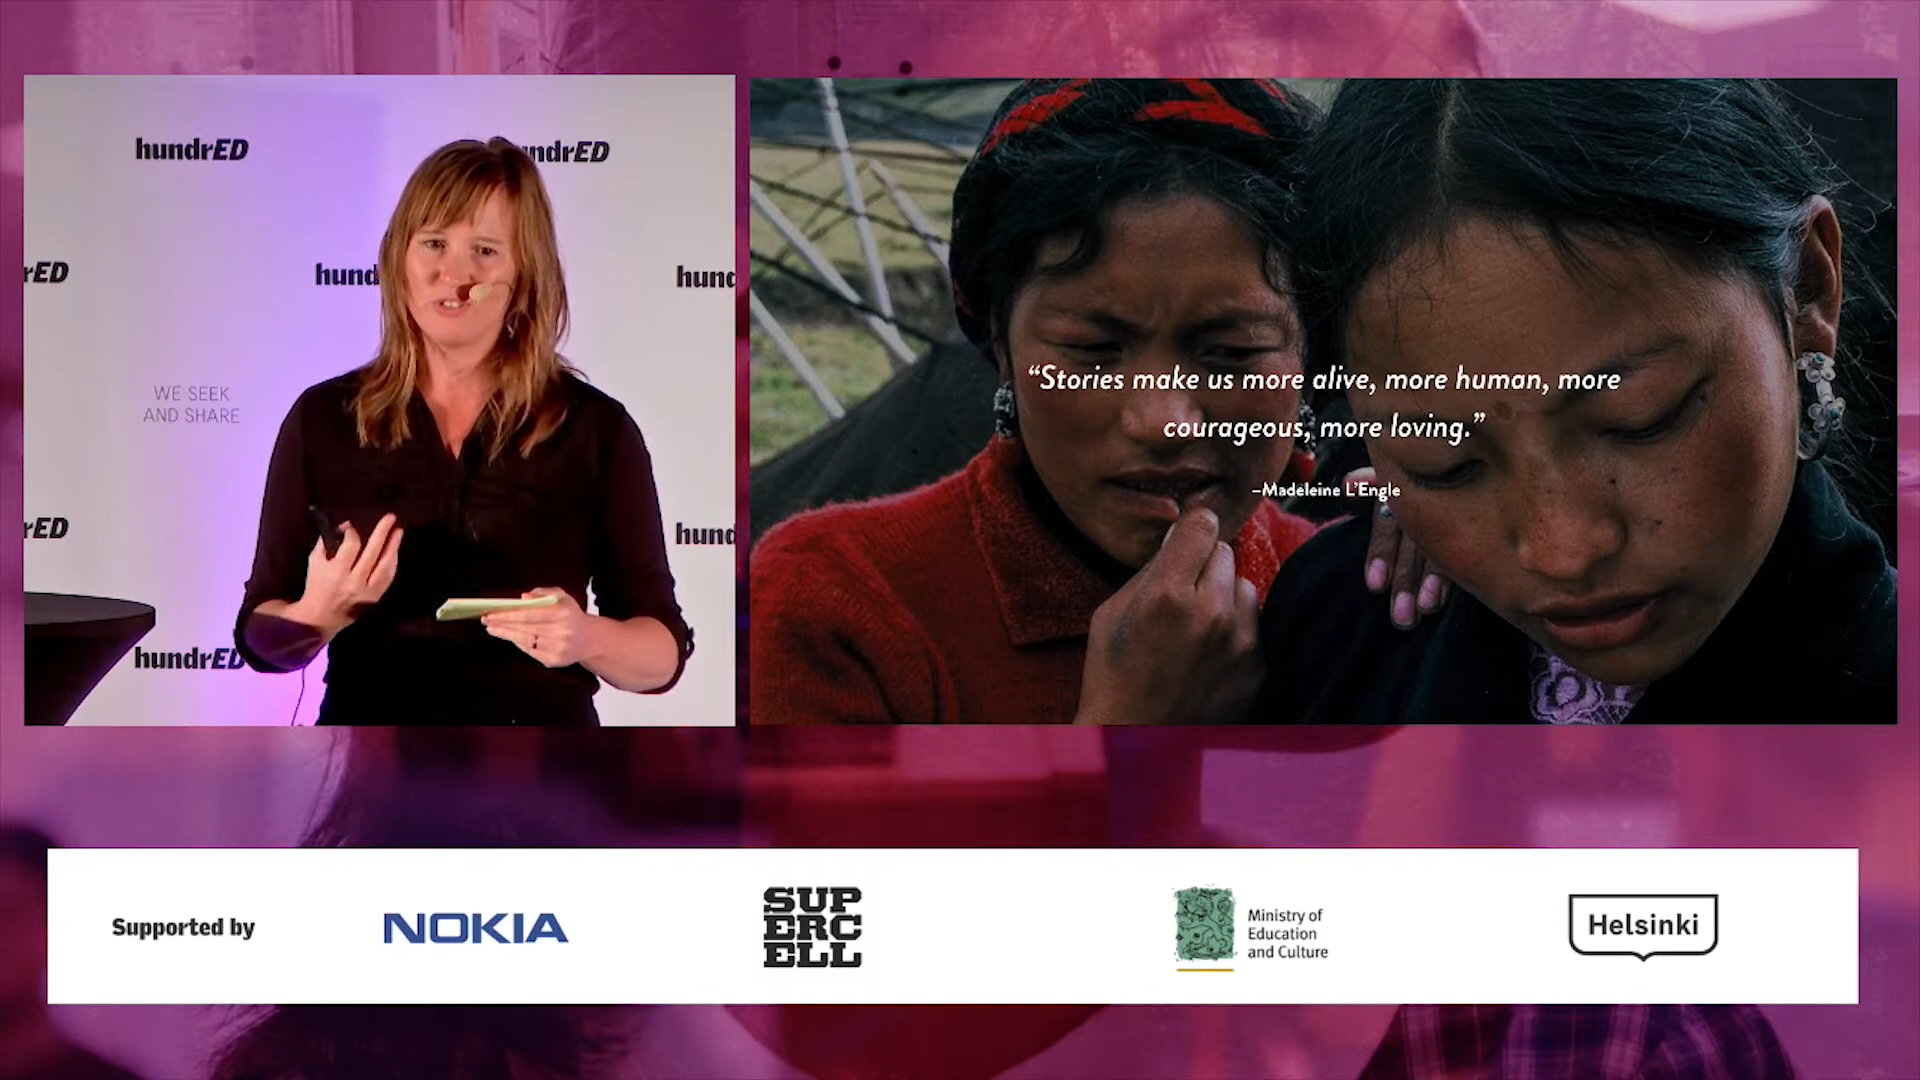 hundrED
ndrED
rED
hund
hund
WE SEEK
AND SHARE
rED
hund
hundrED
“Stories make us more alive, more human, more
courageous, more loving.”
–Madeleine L’Engle
Supported by
NOKIA
SUP
ERC
ELL
Ministry of
Education
and Culture
Helsinki